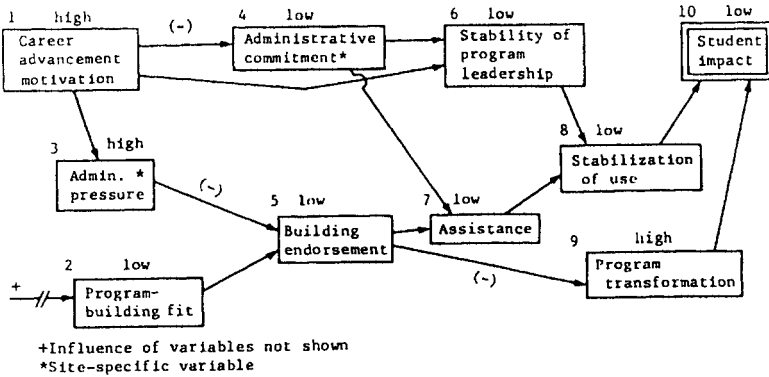 1 high
Career
advancement
motivation
(-)
4 low
Administrative
commitment*
6 low
Stability of
program
leadership
10 low
Student
impact
3 high
Admin. *
pressure
(-)
8 low
Stabilization
of use
5 low
Building
endorsement
7 low
Assistance
(-)
9 high
Program
transformation
+
2 low
Program-
building fit
+Influence of variables not shown
*Site-specific variable